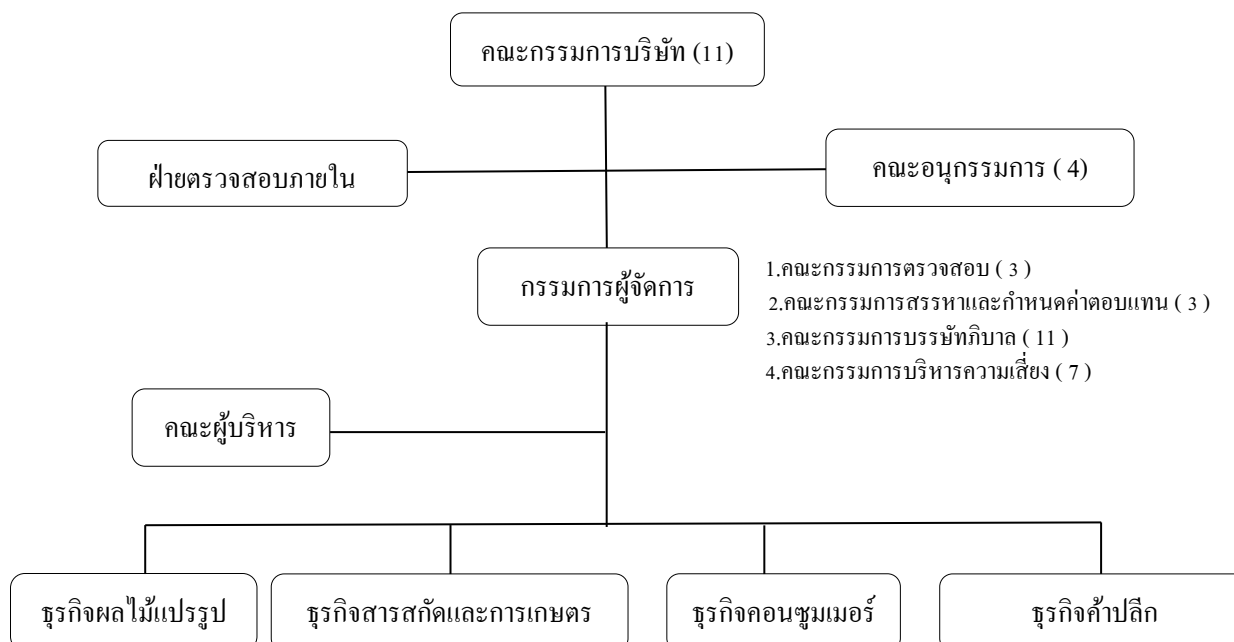 คณะกรรมการบริษัท (11)
ฝ่ายตรวจสอบภายใน
คณะอนุกรรมการ ( 4)
กรรมการผู้จัดการ
1.คณะกรรมการตรวจสอบ ( 3 )
2.คณะกรรมการสรรหาและกำหนดค่าตอบแทน ( 3 )
3.คณะกรรมการบรรษัทภิบาล ( 11 )
4.คณะกรรมการบริหารความเสี่ยง ( 7 )
คณะผู้บริหาร
ธุรกิจผลไม้แปรรูป
ธุรกิจสารสกัดและการเกษตร
ธุรกิจคอนซูมเมอร์
ธุรกิจค้าปลีก